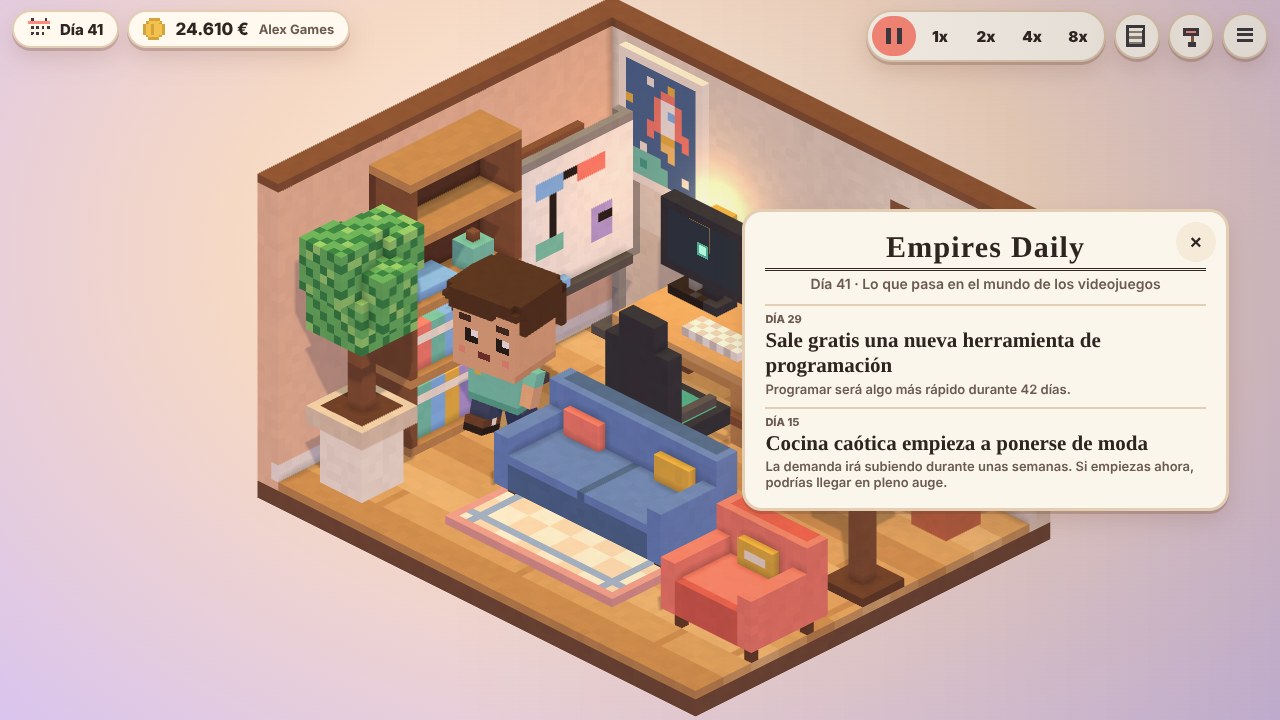 Día 41
24.610 €
Alex Games
1x
2x
4x
8x
Empires Daily
Día 41 · Lo que pasa en el mundo de los videojuegos
DÍA 29
Sale gratis una nueva herramienta de
programación
Programar será algo más rápido durante 42 días.
DÍA 15
Cocina caótica empieza a ponerse de moda
La demanda irá subiendo durante unas semanas. Si empiezas ahora,
podrías llegar en pleno auge.